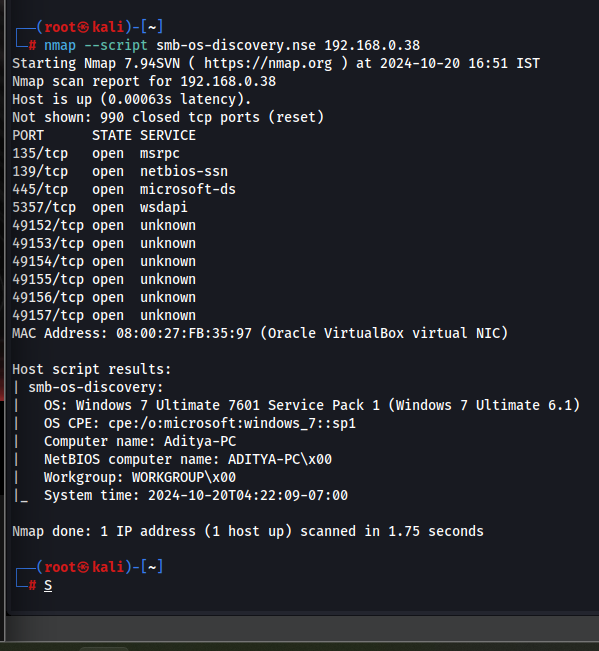 ┌──(root㉿kali)-[~]
└─# nmap --script smb-os-discovery.nse 192.168.0.38
Starting Nmap 7.94SVN ( https://nmap.org ) at 2024-10-20 16:51 IST
Nmap scan report for 192.168.0.38
Host is up (0.00063s latency).
Not shown: 990 closed tcp ports (reset)
PORT      STATE SERVICE
135/tcp   open  msrpc
139/tcp   open  netbios-ssn
445/tcp   open  microsoft-ds
5357/tcp  open  wsdapi
49152/tcp open  unknown
49153/tcp open  unknown
49154/tcp open  unknown
49155/tcp open  unknown
49156/tcp open  unknown
49157/tcp open  unknown
MAC Address: 08:00:27:FB:35:97 (Oracle VirtualBox virtual NIC)
Host script results:
| smb-os-discovery:
|   OS: Windows 7 Ultimate 7601 Service Pack 1 (Windows 7 Ultimate 6.1)
|   OS CPE: cpe:/o:microsoft:windows_7::sp1
|   Computer name: Aditya-PC
|   NetBIOS computer name: ADITYA-PC\x00
|   Workgroup: WORKGROUP\x00
|_  System time: 2024-10-20T04:22:09-07:00
Nmap done: 1 IP address (1 host up) scanned in 1.75 seconds
┌──(root㉿kali)-[~]
└─# S